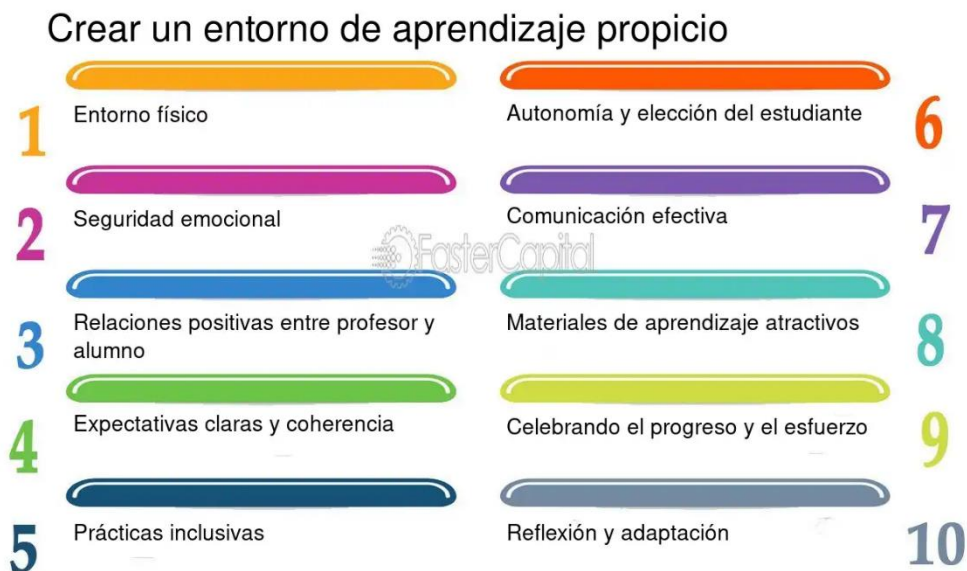 Crear un entorno de aprendizaje propicio
1
Entorno físico
2
Seguridad emocional
3
Relaciones positivas entre profesor y
alumno
4
Expectativas claras y coherencia
5
Prácticas inclusivas
FasterCapital
6
Autonomía y elección del estudiante
7
Comunicación efectiva
8
Materiales de aprendizaje atractivos
9
Celebrando el progreso y el esfuerzo
10
Reflexión y adaptación